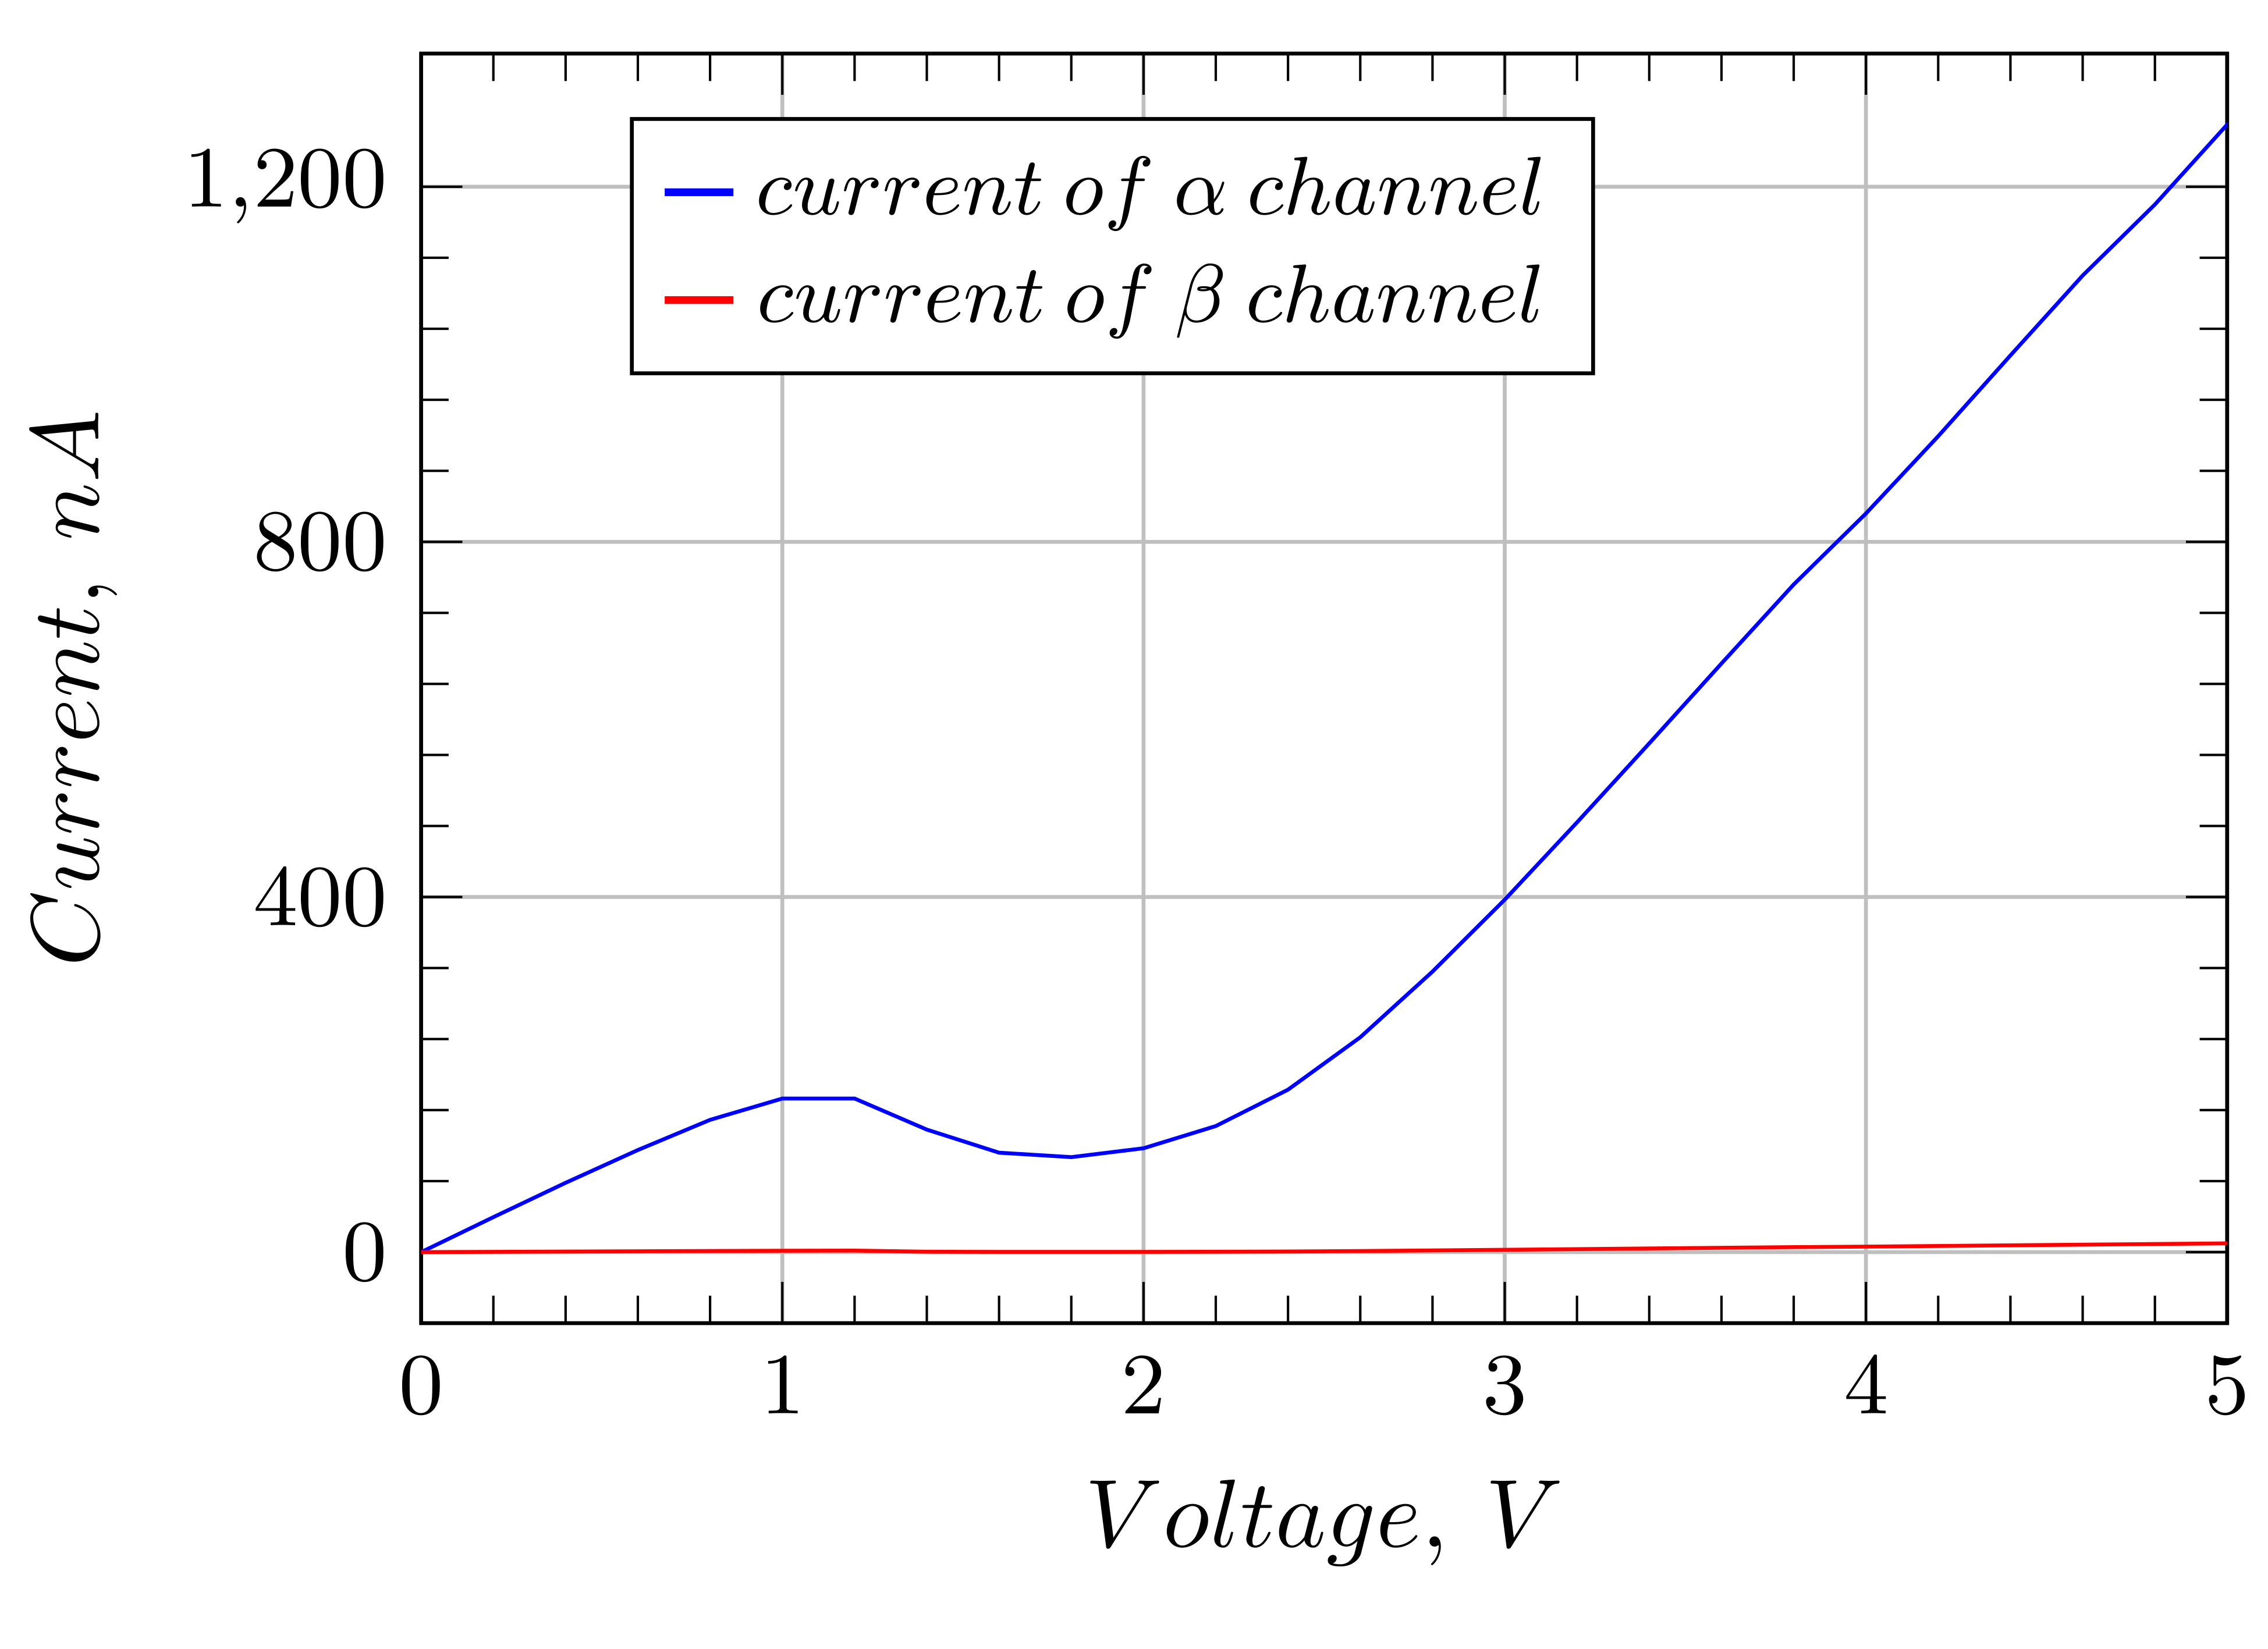 1,200
800
400
0
Current, mA
current of α channel
current of β channel
0 1 2 3 4 5
Voltage, V